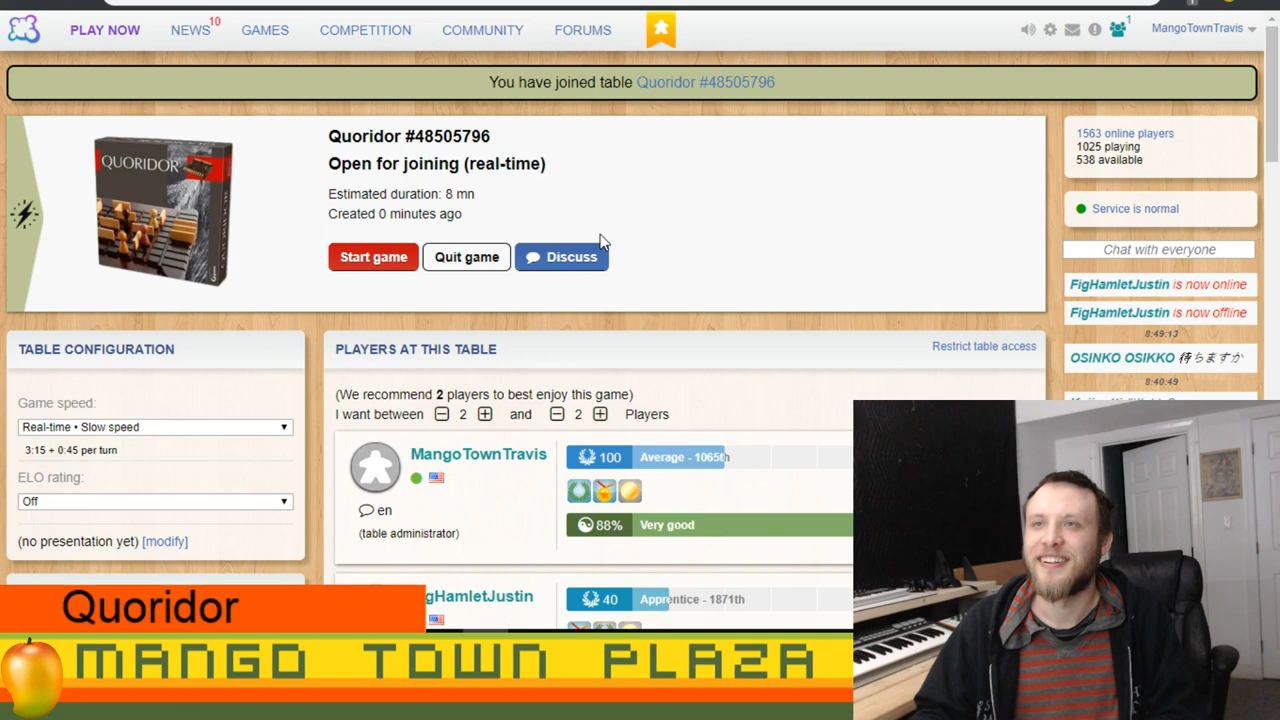 PLAY NOW NEWS 10 GAMES COMPETITION COMMUNITY FORUMS 1 MangoTownTravis
You have joined table Quoridor #48505796
QUORIDOR
Quoridor #48505796
Open for joining (real-time)
Estimated duration: 8 mn
Created 0 minutes ago
Start game Quit game Discuss
1563 online players
1025 playing
538 available
Service is normal
Chat with everyone
FigHamletJustin is now online
FigHamletJustin is now offline
8:49:13
OSINKO OSIKKO 待ちますか
8:40:49
TABLE CONFIGURATION
Game speed:
Real-time • Slow speed
3:15 + 0:45 per turn
ELO rating:
Off
(no presentation yet) [modify]
PLAYERS AT THIS TABLE Restrict table access
(We recommend 2 players to best enjoy this game)
I want between 2 and 2 Players
MangoTownTravis
en
(table administrator)
100 Average - 1065th
88% Very good
gHamletJustin
40 Apprentice - 1871th
Quoridor
MANGO TOWN PLAZA